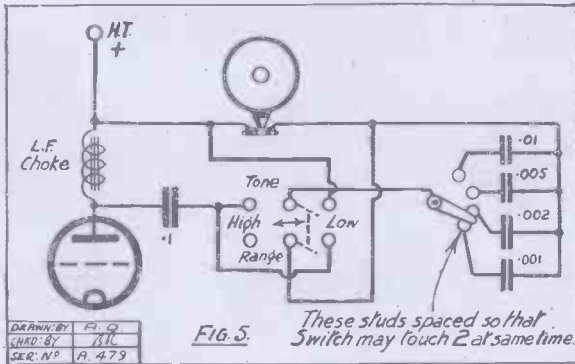 H.T.
+
L.F.
Choke
.1
Tone
High
Low
Range
.01
.005
.002
.001
FIG. 5.
These studs spaced so that
Switch may touch 2 at same time.
DRAWN: BY
CHKD: BY
SER: Nº A. 479